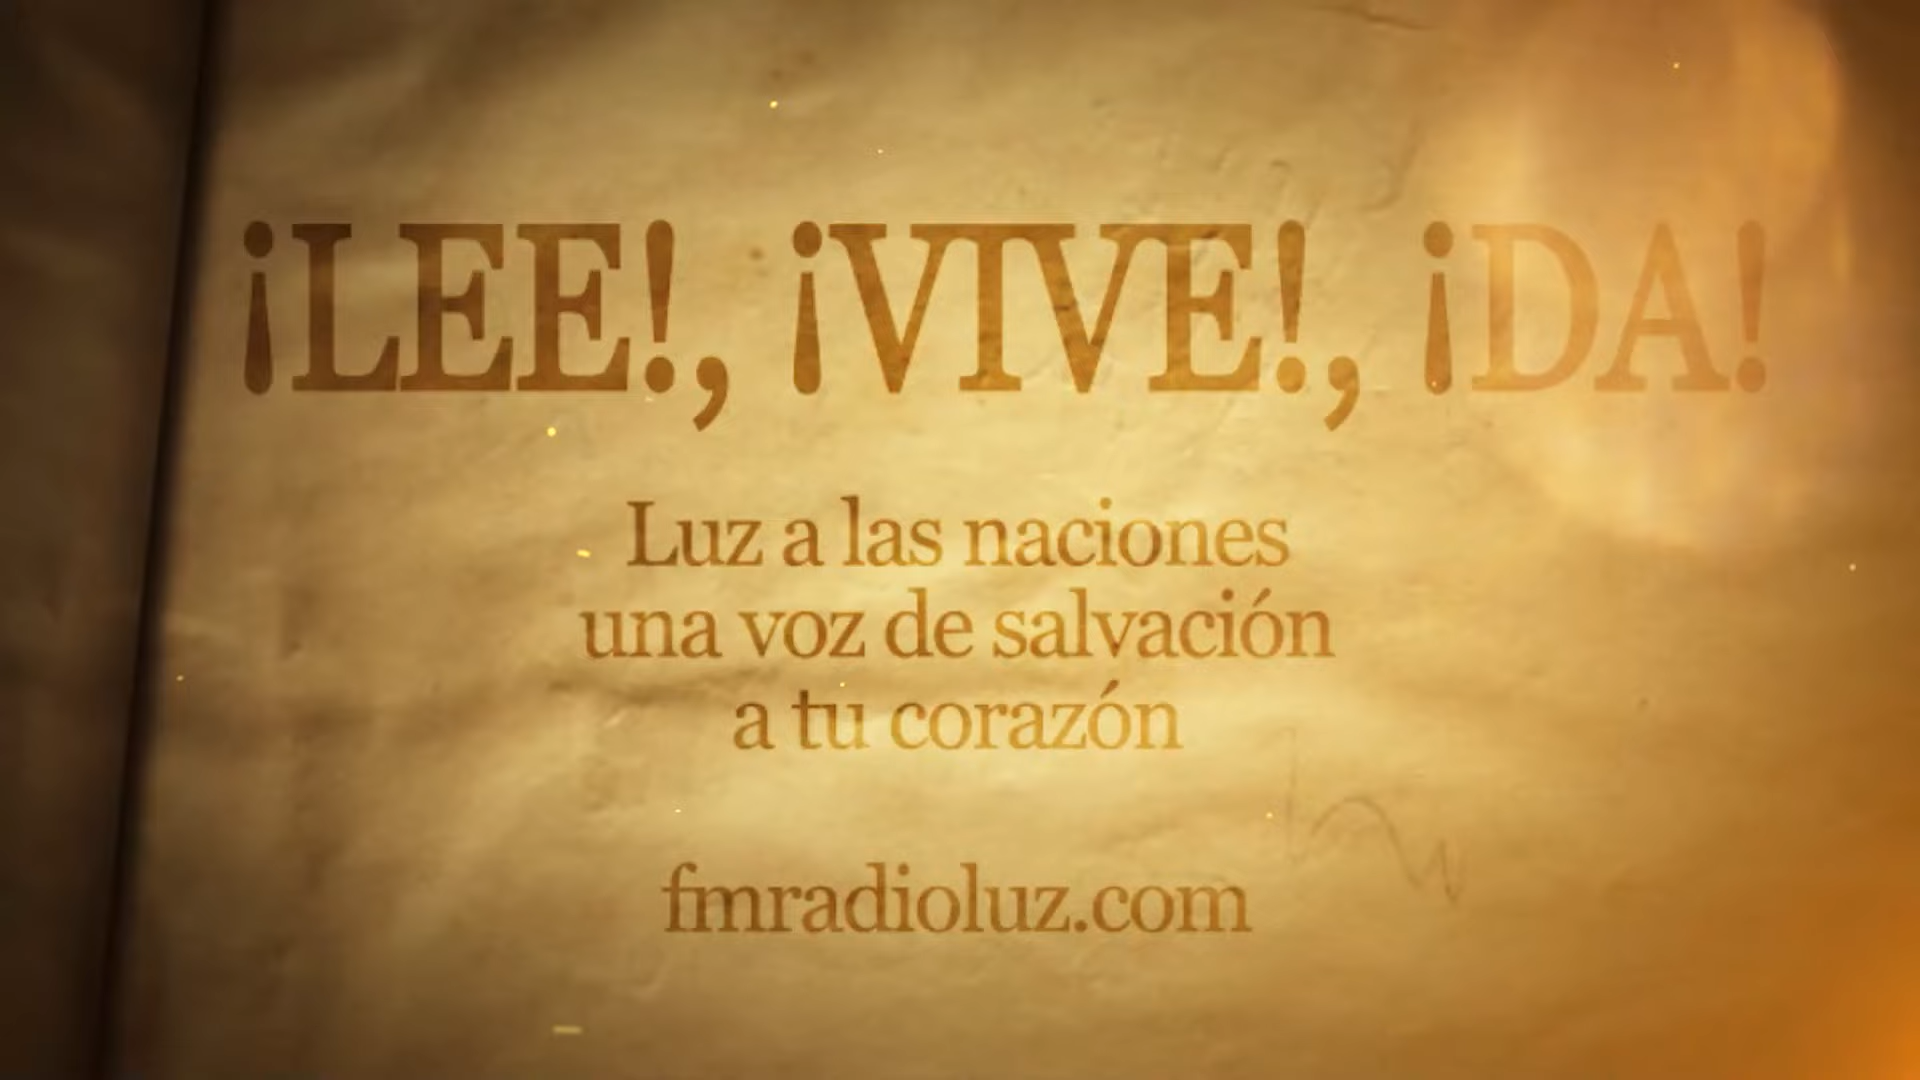 ¡LEE!, ¡VIVE!, ¡DA!
Luz a las naciones
una voz de salvación
a tu corazón
fmradioluz.com